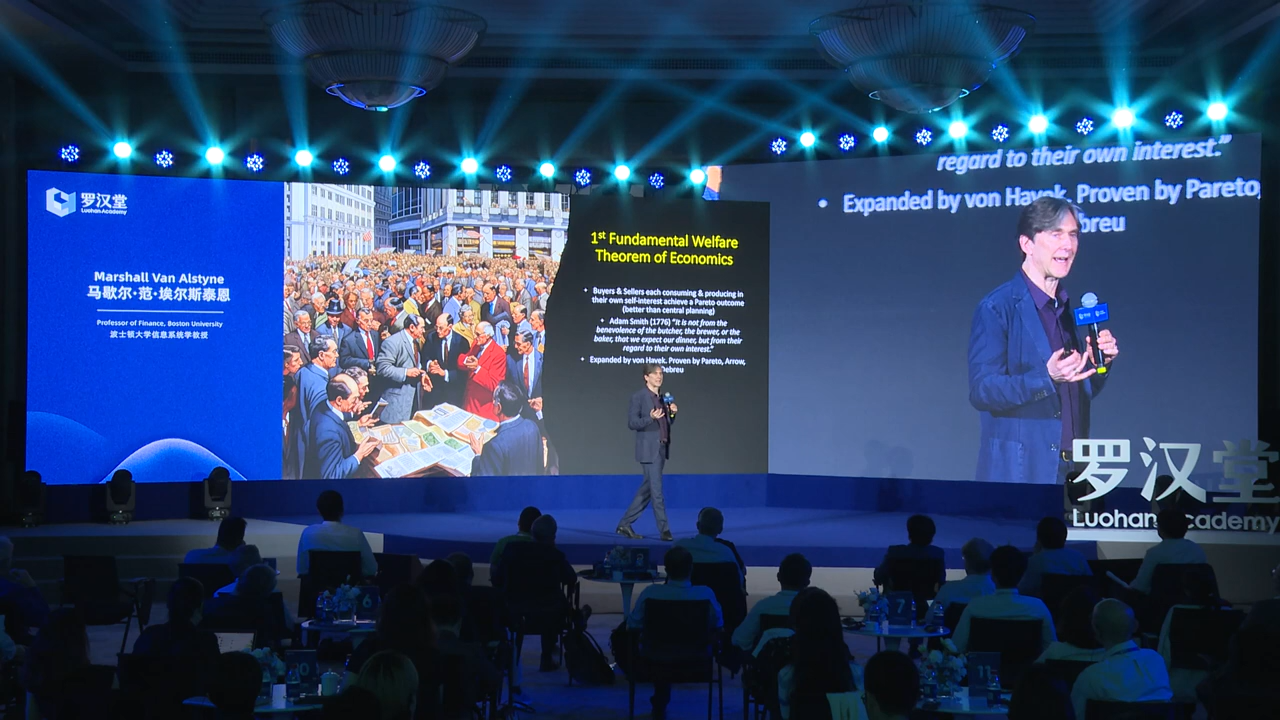 罗汉堂
Luohan Academy
Marshall Van Alstyne
马歇尔·范·埃尔斯泰恩
Professor of Finance, Boston University
波士顿大学信息系统学教授
1st Fundamental Welfare
Theorem of Economics
• Buyers & Sellers each consuming & producing in
their own self-interest achieve a Pareto outcome
(better than central planning)
• Adam Smith (1776) "It is not from the
benevolence of the butcher, the brewer, or the
baker, that we expect our dinner, but from their
regard to their own interest."
• Expanded by von Hayek. Proven by Pareto, Arrow,
Debreu
regard to their own interest."
• Expanded by von Hayek. Proven by Pareto,
ebreu
罗汉堂
Luohan Academy
6
7
11